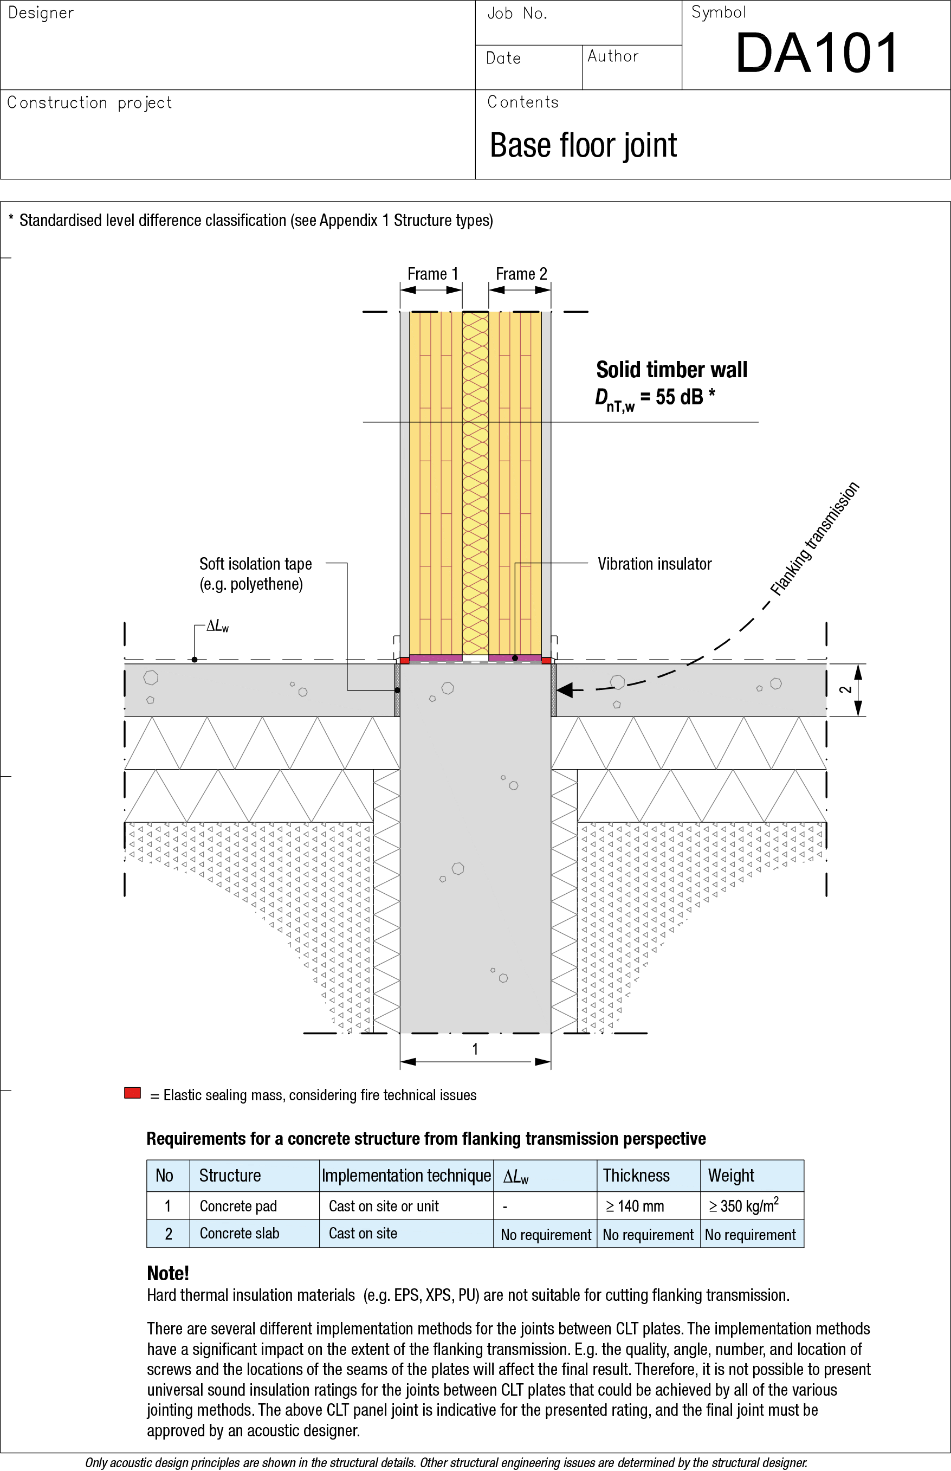 Designer
Job No.
Symbol
DA101
Date
Author
Construction project
Contents
Base floor joint
* Standardised level difference classification (see Appendix 1 Structure types)
Frame 1
Frame 2
Solid timber wall
DnT,w = 55 dB *
Flanking transmission
Soft isolation tape
(e.g. polyethene)
Vibration insulator
ΔLw
2
1
= Elastic sealing mass, considering fire technical issues
Requirements for a concrete structure from flanking transmission perspective
No Structure Implementation technique ΔLw Thickness Weight
1 Concrete pad Cast on site or unit - ≥ 140 mm ≥ 350 kg/m²
2 Concrete slab Cast on site No requirement No requirement No requirement
Note!
Hard thermal insulation materials (e.g. EPS, XPS, PU) are not suitable for cutting flanking transmission.
There are several different implementation methods for the joints between CLT plates. The implementation methods
have a significant impact on the extent of the flanking transmission. E.g. the quality, angle, number, and location of
screws and the locations of the seams of the plates will affect the final result. Therefore, it is not possible to present
universal sound insulation ratings for the joints between CLT plates that could be achieved by all of the various
jointing methods. The above CLT panel joint is indicative for the presented rating, and the final joint must be
approved by an acoustic designer.
Only acoustic design principles are shown in the structural details. Other structural engineering issues are determined by the structural designer.